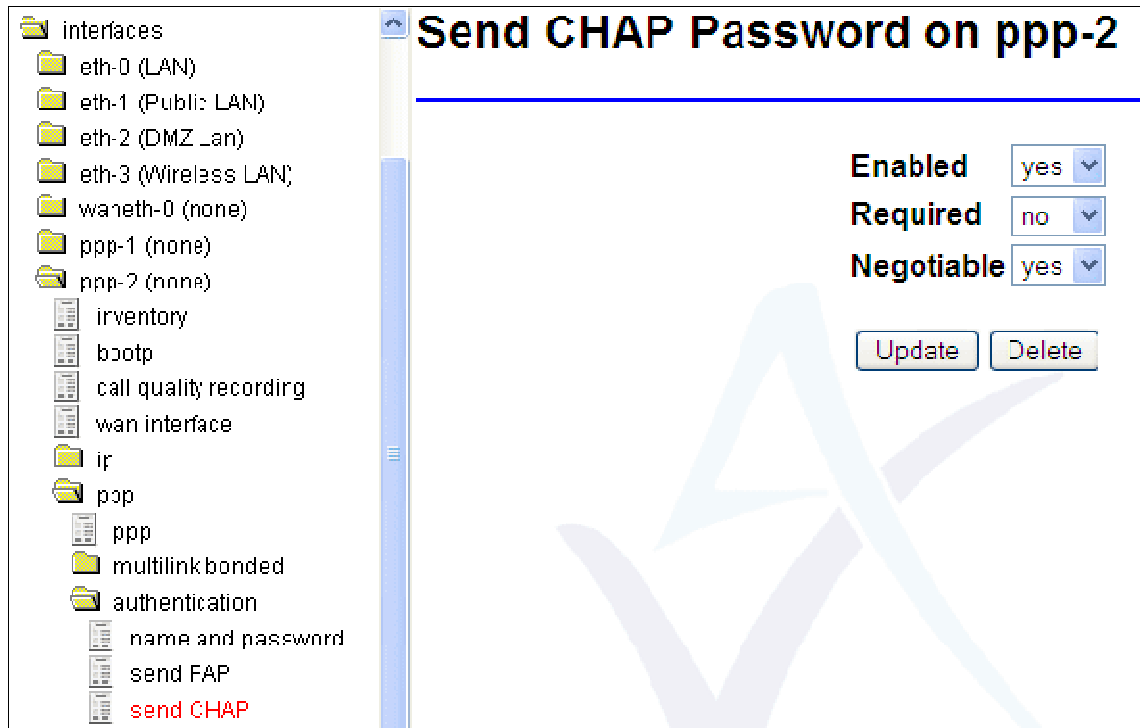 interfaces
eth-0 (LAN)
eth-1 (Public LAN)
eth-2 (DMZ Lan)
eth-3 (Wireless LAN)
waneth-0 (none)
ppp-1 (none)
ppp-2 (none)
inventory
bootp
call quality recording
wan interface
ip
ppp
ppp
multilink bonded
authentication
name and password
send PAP
send CHAP
Send CHAP Password on ppp-2
Enabled yes
Required no
Negotiable yes
Update Delete